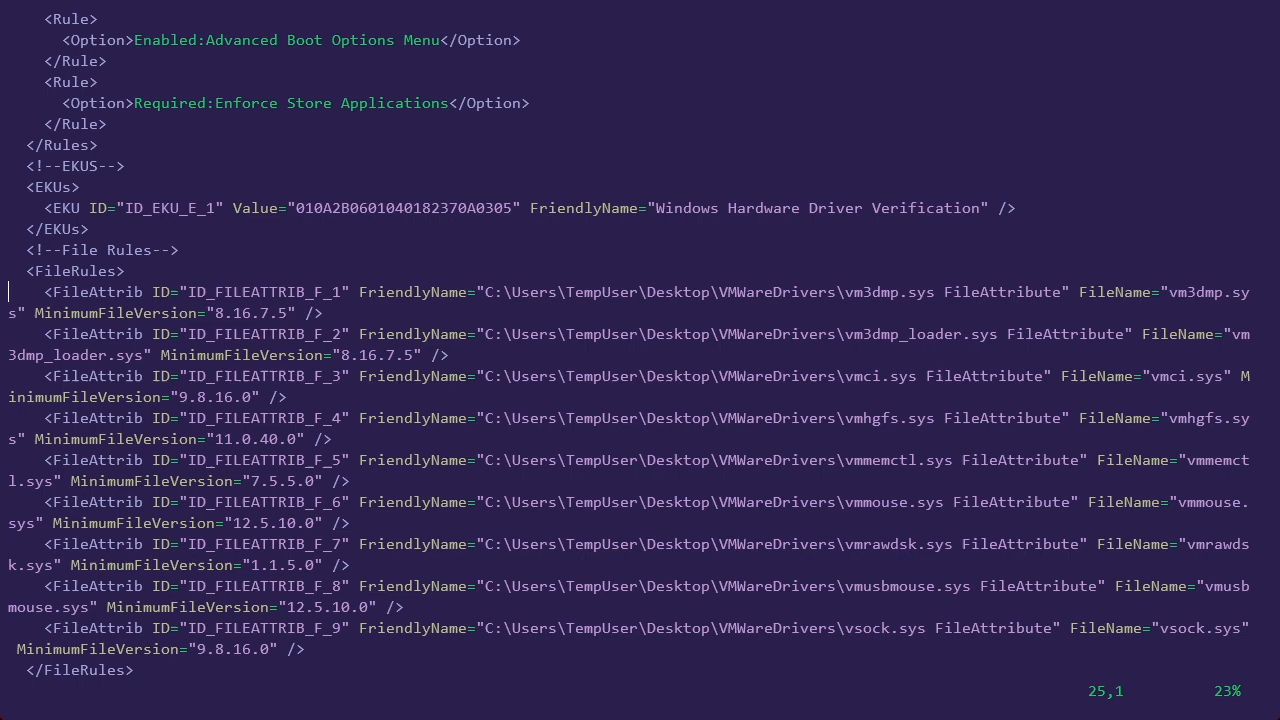 <Rule>
<Option>Enabled:Advanced Boot Options Menu</Option>
</Rule>
<Rule>
<Option>Required:Enforce Store Applications</Option>
</Rule>
</Rules>
<!--EKUS-->
<EKUs>
<EKU ID="ID_EKU_E_1" Value="010A2B0601040182370A0305" FriendlyName="Windows Hardware Driver Verification" />
</EKUs>
<!--File Rules-->
<FileRules>
<FileAttrib ID="ID_FILEATTRIB_F_1" FriendlyName="C:\Users\TempUser\Desktop\VMWareDrivers\vm3dmp.sys FileAttribute" FileName="vm3dmp.sy
s" MinimumFileVersion="8.16.7.5" />
<FileAttrib ID="ID_FILEATTRIB_F_2" FriendlyName="C:\Users\TempUser\Desktop\VMWareDrivers\vm3dmp_loader.sys FileAttribute" FileName="vm
3dmp_loader.sys" MinimumFileVersion="8.16.7.5" />
<FileAttrib ID="ID_FILEATTRIB_F_3" FriendlyName="C:\Users\TempUser\Desktop\VMWareDrivers\vmci.sys FileAttribute" FileName="vmci.sys" M
inimumFileVersion="9.8.16.0" />
<FileAttrib ID="ID_FILEATTRIB_F_4" FriendlyName="C:\Users\TempUser\Desktop\VMWareDrivers\vmhgfs.sys FileAttribute" FileName="vmhgfs.sy
s" MinimumFileVersion="11.0.40.0" />
<FileAttrib ID="ID_FILEATTRIB_F_5" FriendlyName="C:\Users\TempUser\Desktop\VMWareDrivers\vmmemctl.sys FileAttribute" FileName="vmmemct
l.sys" MinimumFileVersion="7.5.5.0" />
<FileAttrib ID="ID_FILEATTRIB_F_6" FriendlyName="C:\Users\TempUser\Desktop\VMWareDrivers\vmmouse.sys FileAttribute" FileName="vmmouse.
sys" MinimumFileVersion="12.5.10.0" />
<FileAttrib ID="ID_FILEATTRIB_F_7" FriendlyName="C:\Users\TempUser\Desktop\VMWareDrivers\vmrawdsk.sys FileAttribute" FileName="vmrawds
k.sys" MinimumFileVersion="1.1.5.0" />
<FileAttrib ID="ID_FILEATTRIB_F_8" FriendlyName="C:\Users\TempUser\Desktop\VMWareDrivers\vmusbmouse.sys FileAttribute" FileName="vmusb
mouse.sys" MinimumFileVersion="12.5.10.0" />
<FileAttrib ID="ID_FILEATTRIB_F_9" FriendlyName="C:\Users\TempUser\Desktop\VMWareDrivers\vsock.sys FileAttribute" FileName="vsock.sys"
MinimumFileVersion="9.8.16.0" />
</FileRules>
25,1 23%